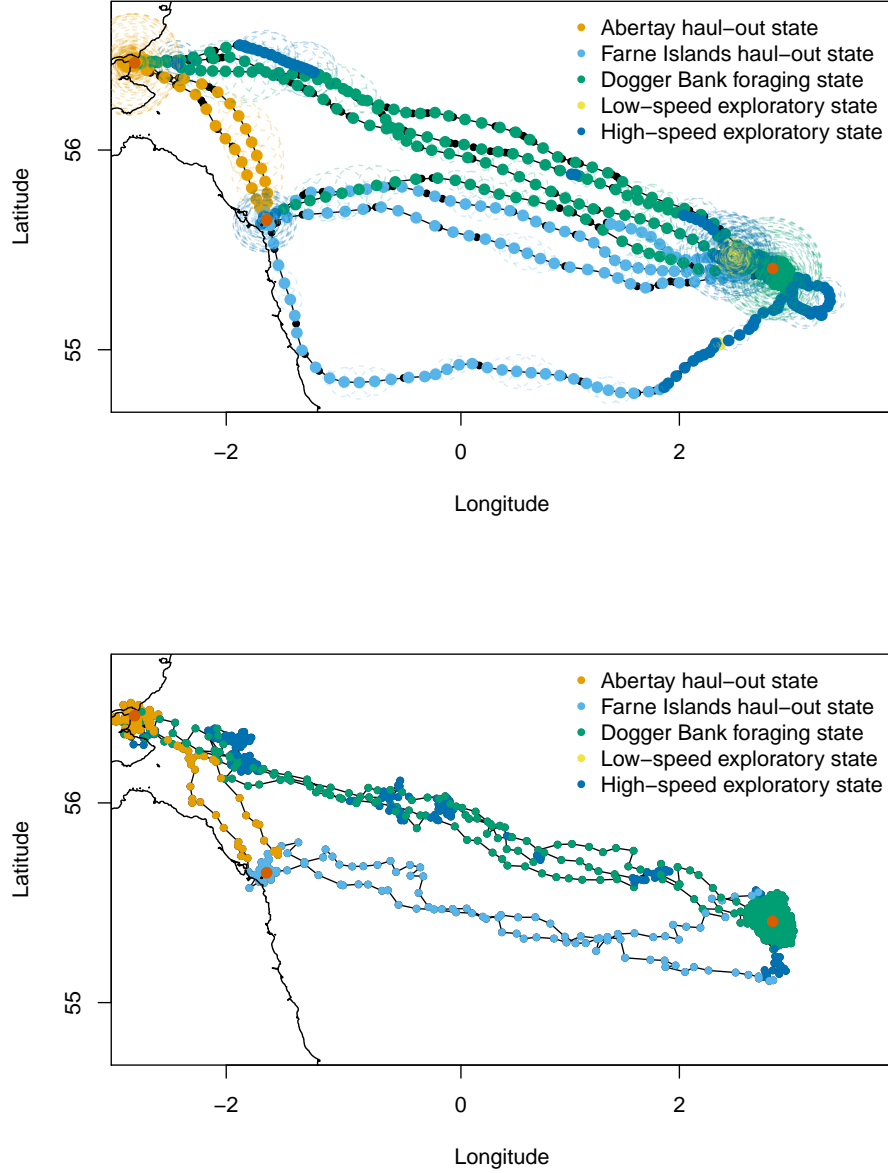 Abertay haul−out state
Farne Islands haul−out state
Dogger Bank foraging state
Low−speed exploratory state
High−speed exploratory state
56
55
Latitude
−2
0
2
Longitude
Abertay haul−out state
Farne Islands haul−out state
Dogger Bank foraging state
Low−speed exploratory state
High−speed exploratory state
56
55
Latitude
−2
0
2
Longitude